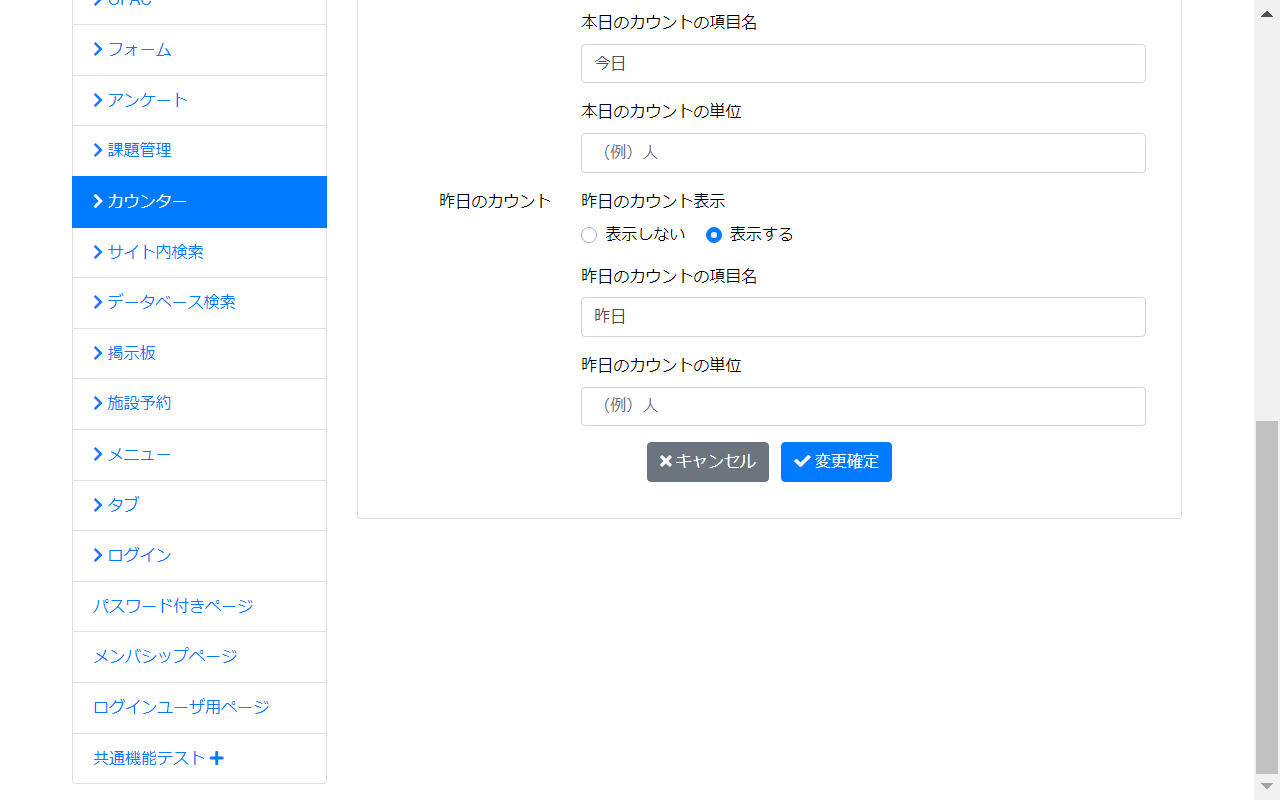 OPAC
フォーム
アンケート
課題管理
カウンター
サイト内検索
データベース検索
掲示板
施設予約
メニュー
タブ
ログイン
パスワード付きページ
メンバシップページ
ログインユーザ用ページ
共通機能テスト
本日のカウントの項目名
今日
本日のカウントの単位
（例）人
昨日のカウント
昨日のカウント表示
表示しない 表示する
昨日のカウントの項目名
昨日
昨日のカウントの単位
（例）人
キャンセル 変更確定